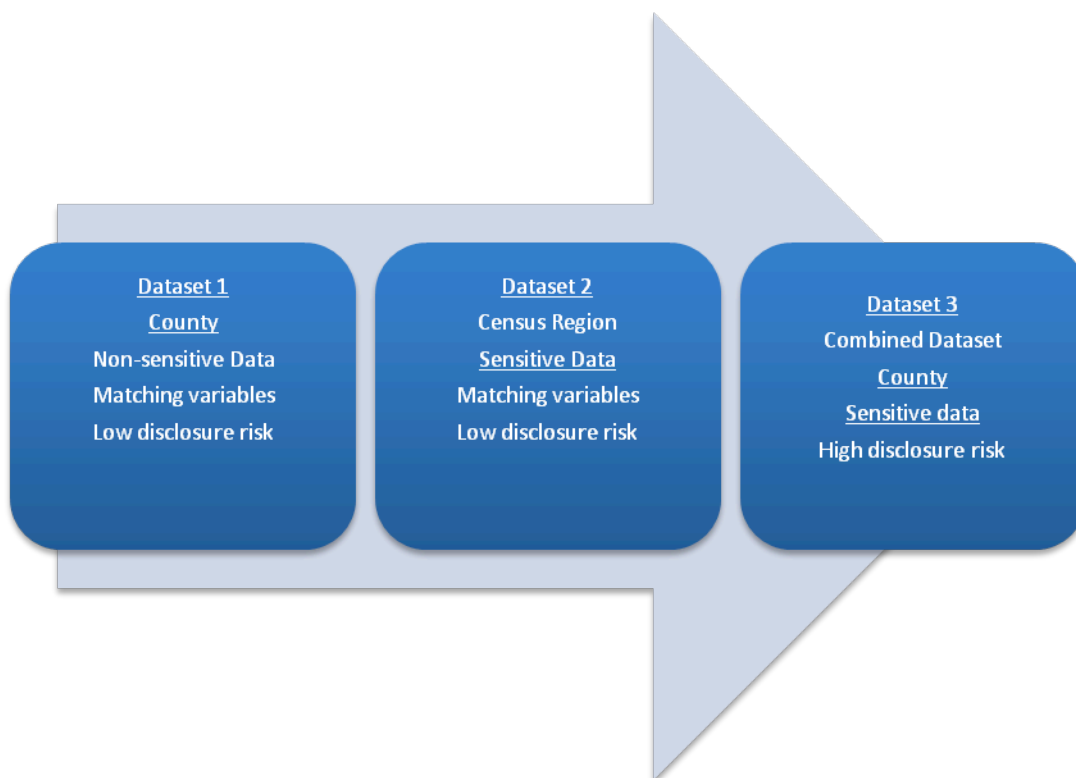 Dataset 1
County
Non-sensitive Data
Matching variables
Low disclosure risk
Dataset 2
Census Region
Sensitive Data
Matching variables
Low disclosure risk
Dataset 3
Combined Dataset
County
Sensitive data
High disclosure risk